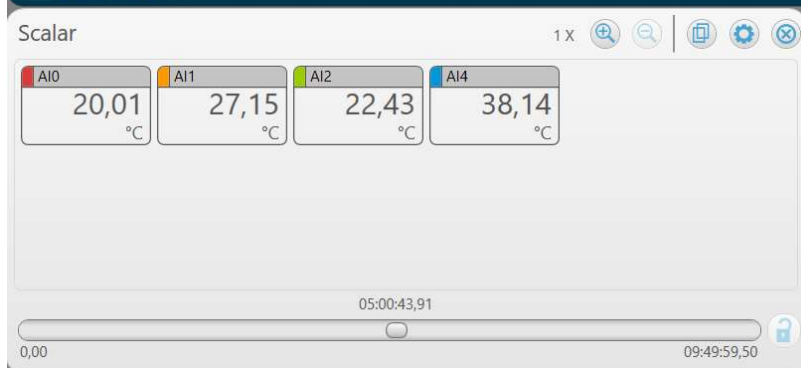 Scalar
1 X
AI0 AI1 AI2 AI4
20,01 27,15 22,43 38,14
°C °C °C °C
05:00:43,91
0,00 09:49:59,50